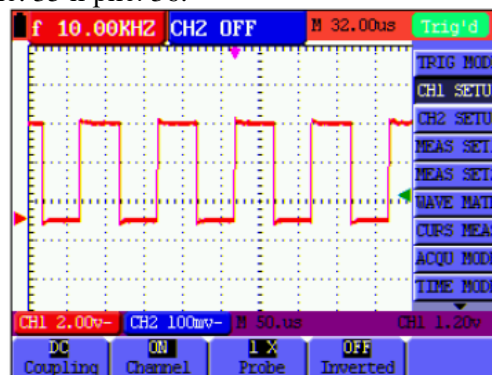 f 10.00KHZ CH2 OFF M 32.00us Trig'd
TRIG MOD
CH1 SETU
CH2 SETU
MEAS SET
MEAS SET
WAVE MAT
CURS MEA
ACQU MOD
TIME MOD
CH1 2.00v- CH2 100mv- M 50.us CH1 1.20v
DC ON 1 X OFF
Coupling Channel Probe Inverted